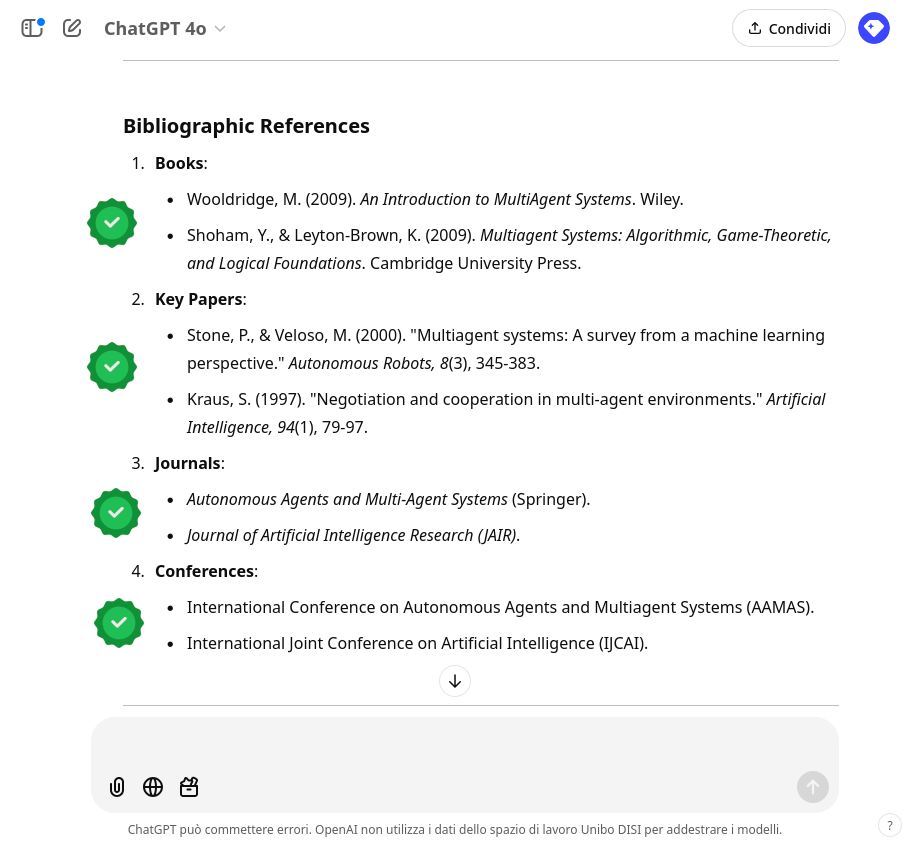 ChatGPT 4o
Condividi
Bibliographic References
1. Books:
• Wooldridge, M. (2009). An Introduction to MultiAgent Systems. Wiley.
• Shoham, Y., & Leyton-Brown, K. (2009). Multiagent Systems: Algorithmic, Game-Theoretic,
and Logical Foundations. Cambridge University Press.
2. Key Papers:
• Stone, P., & Veloso, M. (2000). "Multiagent systems: A survey from a machine learning
perspective." Autonomous Robots, 8(3), 345-383.
• Kraus, S. (1997). "Negotiation and cooperation in multi-agent environments." Artificial
Intelligence, 94(1), 79-97.
3. Journals:
• Autonomous Agents and Multi-Agent Systems (Springer).
• Journal of Artificial Intelligence Research (JAIR).
4. Conferences:
• International Conference on Autonomous Agents and Multiagent Systems (AAMAS).
• International Joint Conference on Artificial Intelligence (IJCAI).
ChatGPT può commettere errori. OpenAI non utilizza i dati dello spazio di lavoro Unibo DISI per addestrare i modelli.
?